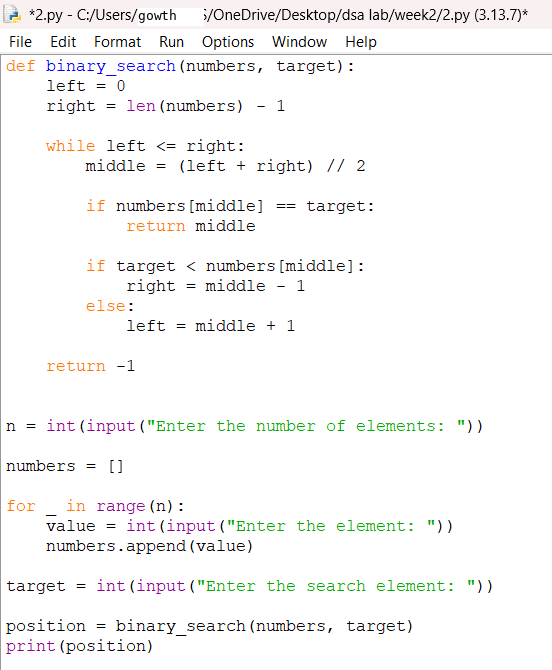 *2.py - C:/Users/gowth 5/OneDrive/Desktop/dsa lab/week2/2.py (3.13.7)*
File Edit Format Run Options Window Help
def binary_search(numbers, target):
    left = 0
    right = len(numbers) - 1

    while left <= right:
        middle = (left + right) // 2

        if numbers[middle] == target:
            return middle

        if target < numbers[middle]:
            right = middle - 1
        else:
            left = middle + 1

    return -1


n = int(input("Enter the number of elements: "))

numbers = []

for _ in range(n):
    value = int(input("Enter the element: "))
    numbers.append(value)

target = int(input("Enter the search element: "))

position = binary_search(numbers, target)
print(position)